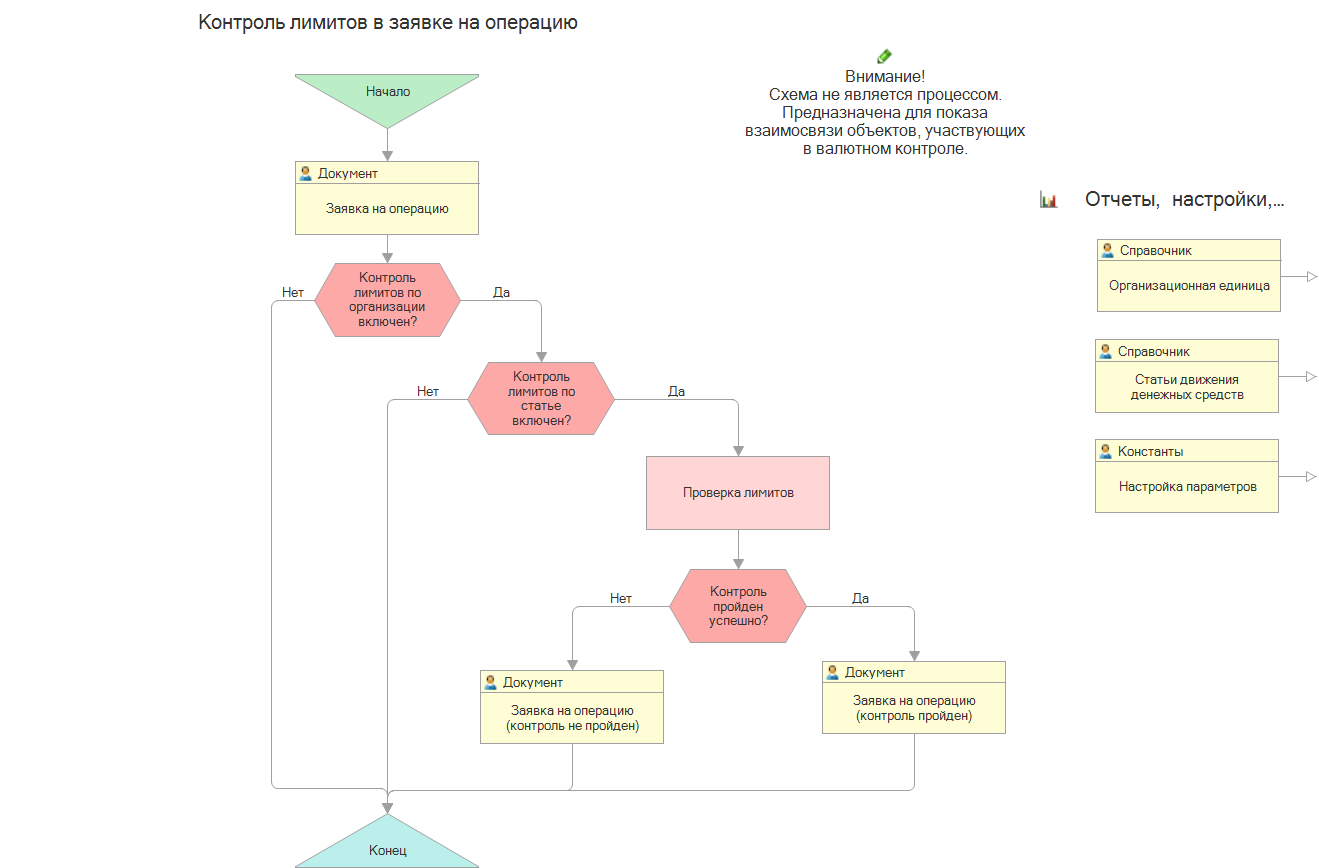 Контроль лимитов в заявке на операцию
Внимание!
Схема не является процессом.
Предназначена для показа
взаимосвязи объектов, участвующих
в валютном контроле.
Начало
Документ
Заявка на операцию
Отчеты, настройки,...
Справочник
Организационная единица
Справочник
Статьи движения
денежных средств
Константы
Настройка параметров
Контроль
лимитов по
организации
включен?
Нет
Да
Контроль
лимитов по
статье
включен?
Нет
Да
Проверка лимитов
Контроль
пройден
успешно?
Нет
Да
Документ
Заявка на операцию
(контроль не пройден)
Документ
Заявка на операцию
(контроль пройден)
Конец